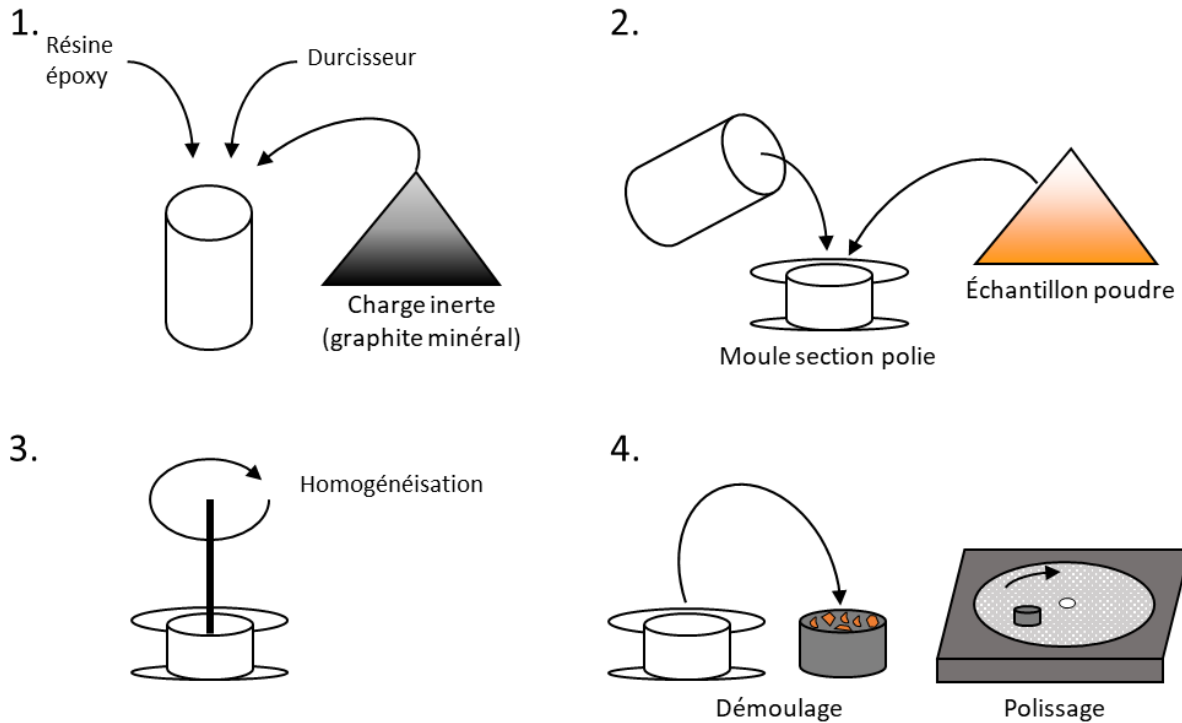 1.
Résine
époxy
Durcisseur
Charge inerte
(graphite minéral)
2.
Échantillon poudre
Moule section polie
3.
Homogénéisation
4.
Démoulage
Polissage